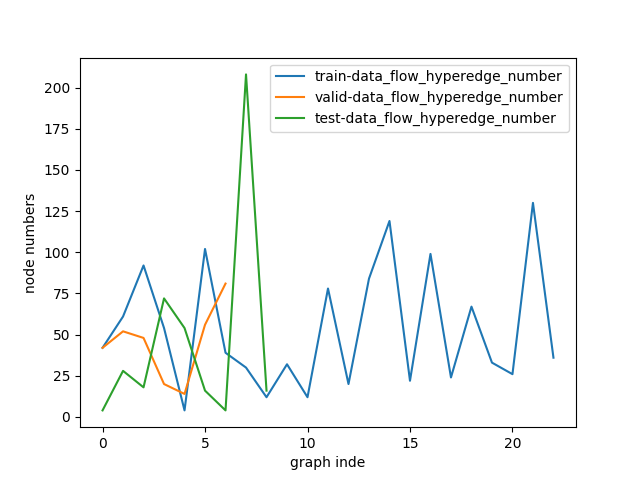 train-data_flow_hyperedge_number
valid-data_flow_hyperedge_number
test-data_flow_hyperedge_number
node numbers
200
175
150
125
100
75
50
25
0
0 5 10 15 20
graph inde